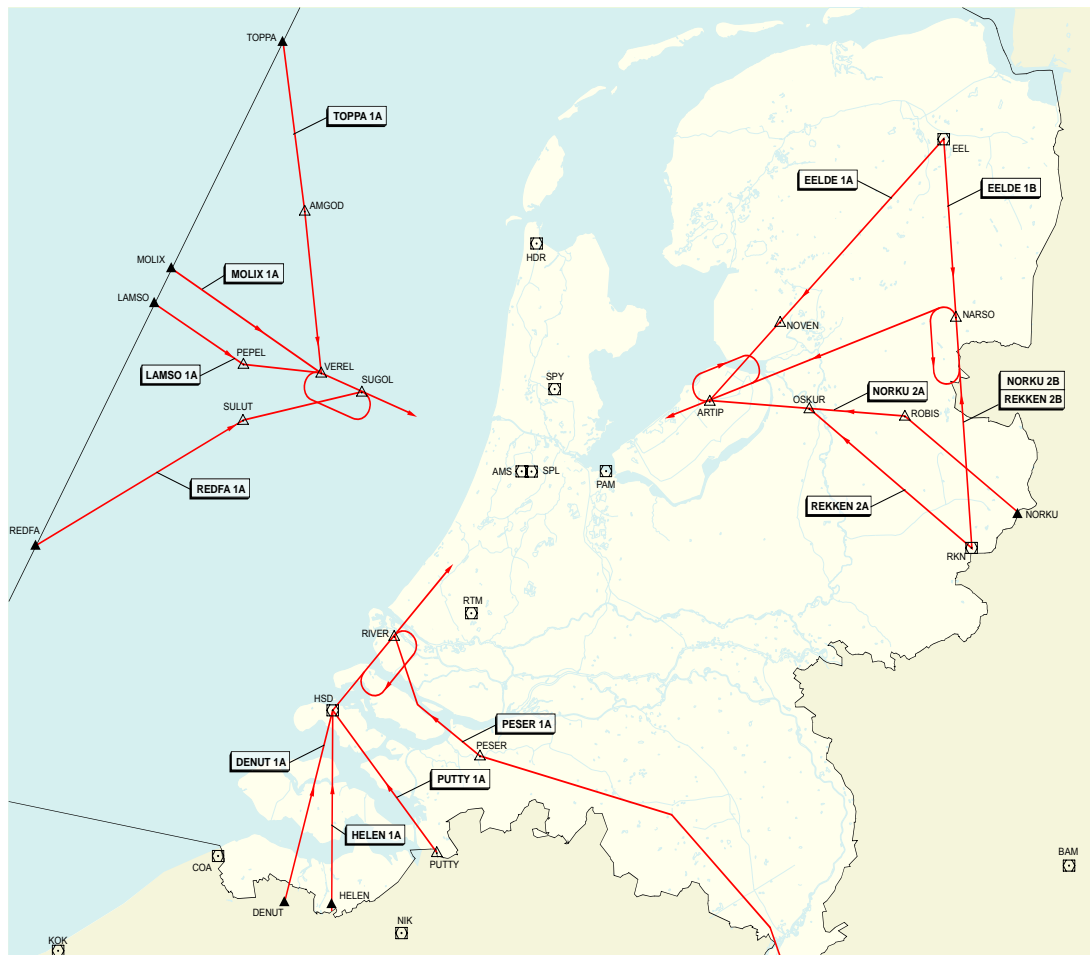 TOPPA
TOPPA 1A
EEL
EELDE 1A
EELDE 1B
AMGOD
HDR
MOLIX
MOLIX 1A
LAMSO
NARSO
NOVEN
PEPEL
VEREL
LAMSO 1A
SUGOL
SPY
NORKU 2B
REKKEN 2B
NORKU 2A
OSKUR
ROBIS
ARTIP
SULUT
AMS
SPL
PAM
REDFA 1A
REKKEN 2A
NORKU
REDFA
RKN
RTM
RIVER
HSD
PESER 1A
PESER
DENUT 1A
PUTTY 1A
HELEN 1A
PUTTY
COA
BAM
HELEN
DENUT
NIK
KOK